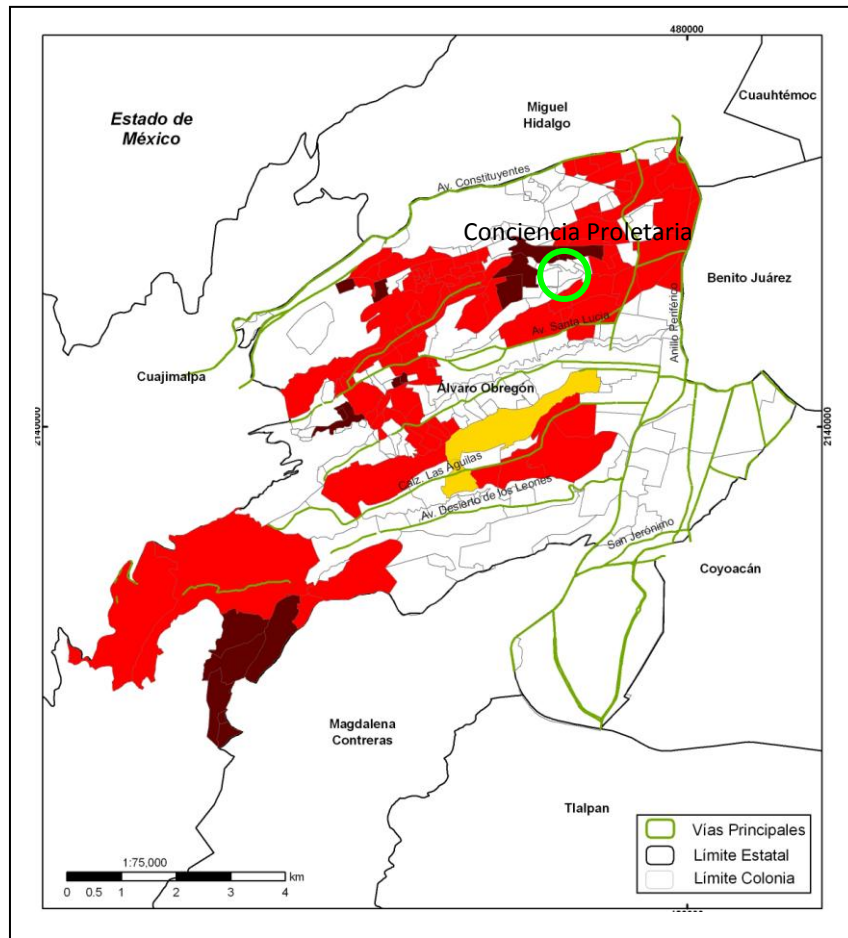 480000
Cuauhtémoc
Estado de
México
Miguel
Hidalgo
Av. Constituyentes
Conciencia Proletaria
Benito Juárez
Anillo Periférico
Av. Santa Lucía
Cuajimalpa
Álvaro Obregón
2140000
2140000
Calz. Las Águilas
Av. Desierto de los Leones
San Jerónimo
Coyoacán
Magdalena
Contreras
Tlalpan
Vías Principales
Límite Estatal
Límite Colonia
1:75,000
km
0 0.5 1 2 3 4